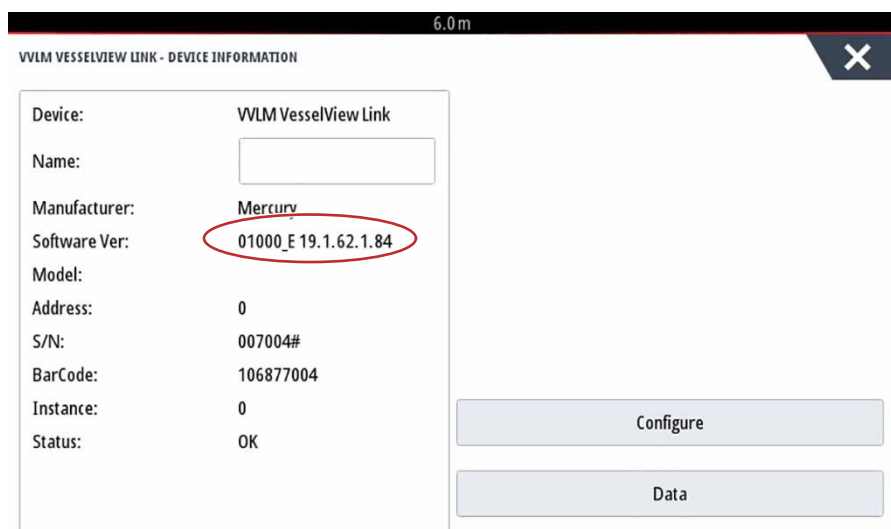 6.0 m
VVLM VESSELVIEW LINK - DEVICE INFORMATION
Device: VVLM VesselView Link
Name:
Manufacturer: Mercury
Software Ver: 01000_E 19.1.62.1.84
Model:
Address: 0
S/N: 007004#
BarCode: 106877004
Instance: 0
Status: OK
Configure
Data